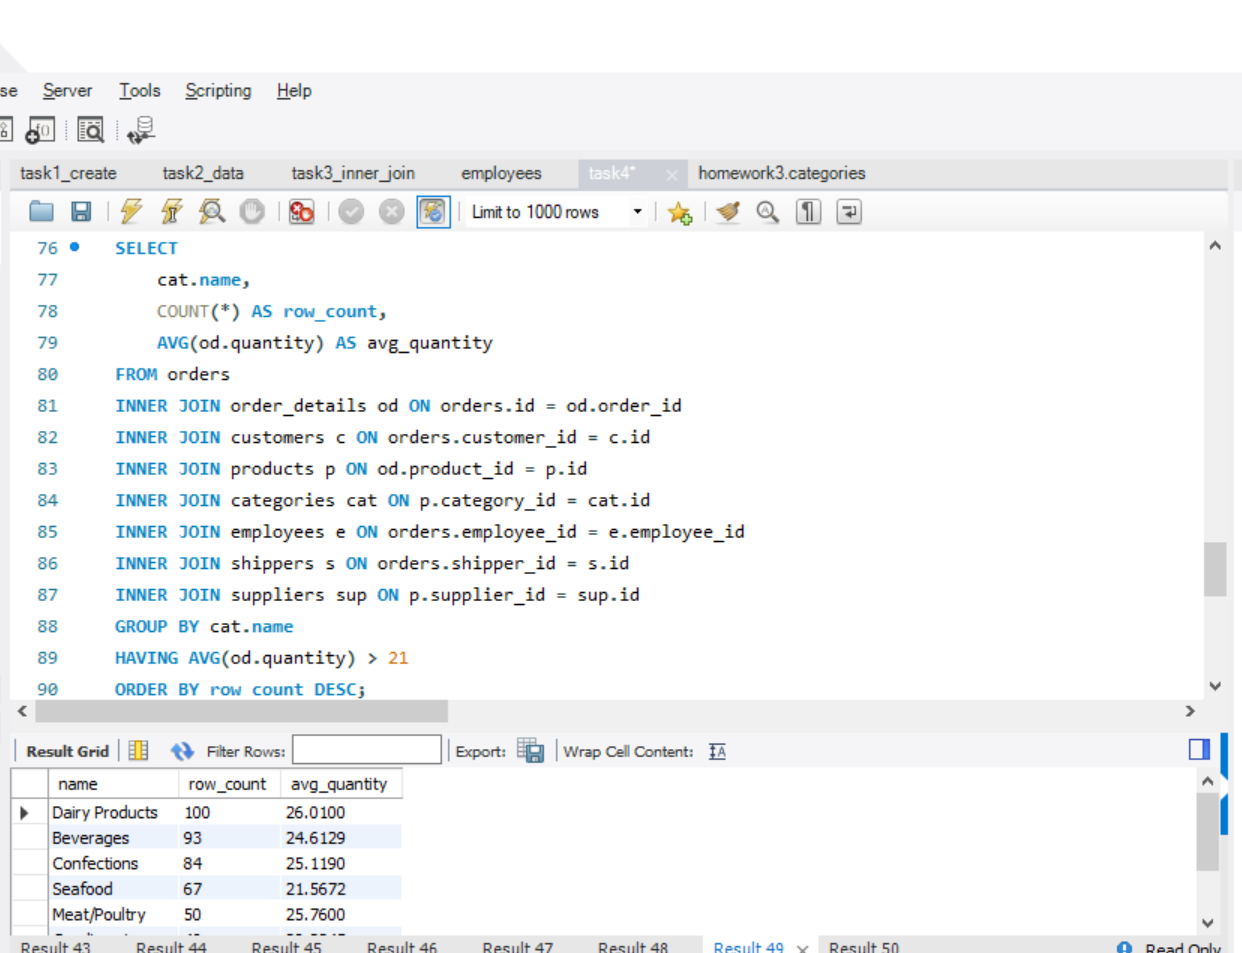 se Server Tools Scripting Help
task1_create task2_data task3_inner_join employees task4* homework3.categories
Limit to 1000 rows
76 SELECT
77 cat.name,
78 COUNT(*) AS row_count,
79 AVG(od.quantity) AS avg_quantity
80 FROM orders
81 INNER JOIN order_details od ON orders.id = od.order_id
82 INNER JOIN customers c ON orders.customer_id = c.id
83 INNER JOIN products p ON od.product_id = p.id
84 INNER JOIN categories cat ON p.category_id = cat.id
85 INNER JOIN employees e ON orders.employee_id = e.employee_id
86 INNER JOIN shippers s ON orders.shipper_id = s.id
87 INNER JOIN suppliers sup ON p.supplier_id = sup.id
88 GROUP BY cat.name
89 HAVING AVG(od.quantity) > 21
90 ORDER BY row_count DESC;
Result Grid Filter Rows: Export: Wrap Cell Content:
name row_count avg_quantity
Dairy Products 100 26.0100
Beverages 93 24.6129
Confections 84 25.1190
Seafood 67 21.5672
Meat/Poultry 50 25.7600
Result 43 Result 44 Result 45 Result 46 Result 47 Result 48 Result 49 Result 50 Read Only